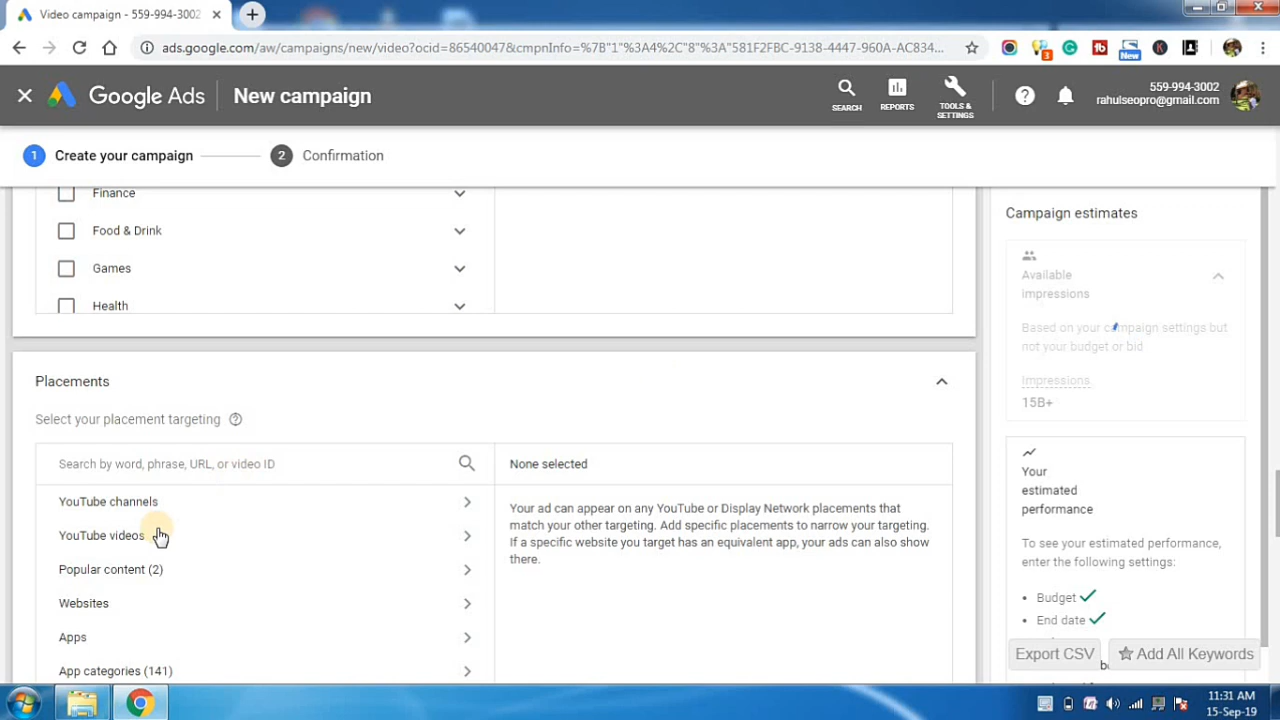 Video campaign - 559-994-3002
ads.google.com/aw/campaigns/new/video?ocid=86540047&cmpnInfo=%7B"1"%3A4%2C"8"%3A"581F2FBC-9138-4447-960A-AC834...
3
New
Google Ads
New campaign
SEARCH
REPORTS
TOOLS &
SETTINGS
559-994-3002
rahulseopro@gmail.com
1
Create your campaign
2
Confirmation
Finance
Food & Drink
Games
Health
Placements
Select your placement targeting
Search by word, phrase, URL, or video ID
YouTube channels
YouTube videos
Popular content (2)
Websites
Apps
App categories (141)
None selected
Your ad can appear on any YouTube or Display Network placements that
match your other targeting. Add specific placements to narrow your targeting.
If a specific website you target has an equivalent app, your ads can also show
there.
Campaign estimates
Available
impressions
Based on your campaign settings but
not your budget or bid
Impressions
15B+
Your
estimated
performance
To see your estimated performance,
enter the following settings:
• Budget
• End date
Export CSV
Add All Keywords
11:31 AM
15-Sep-19